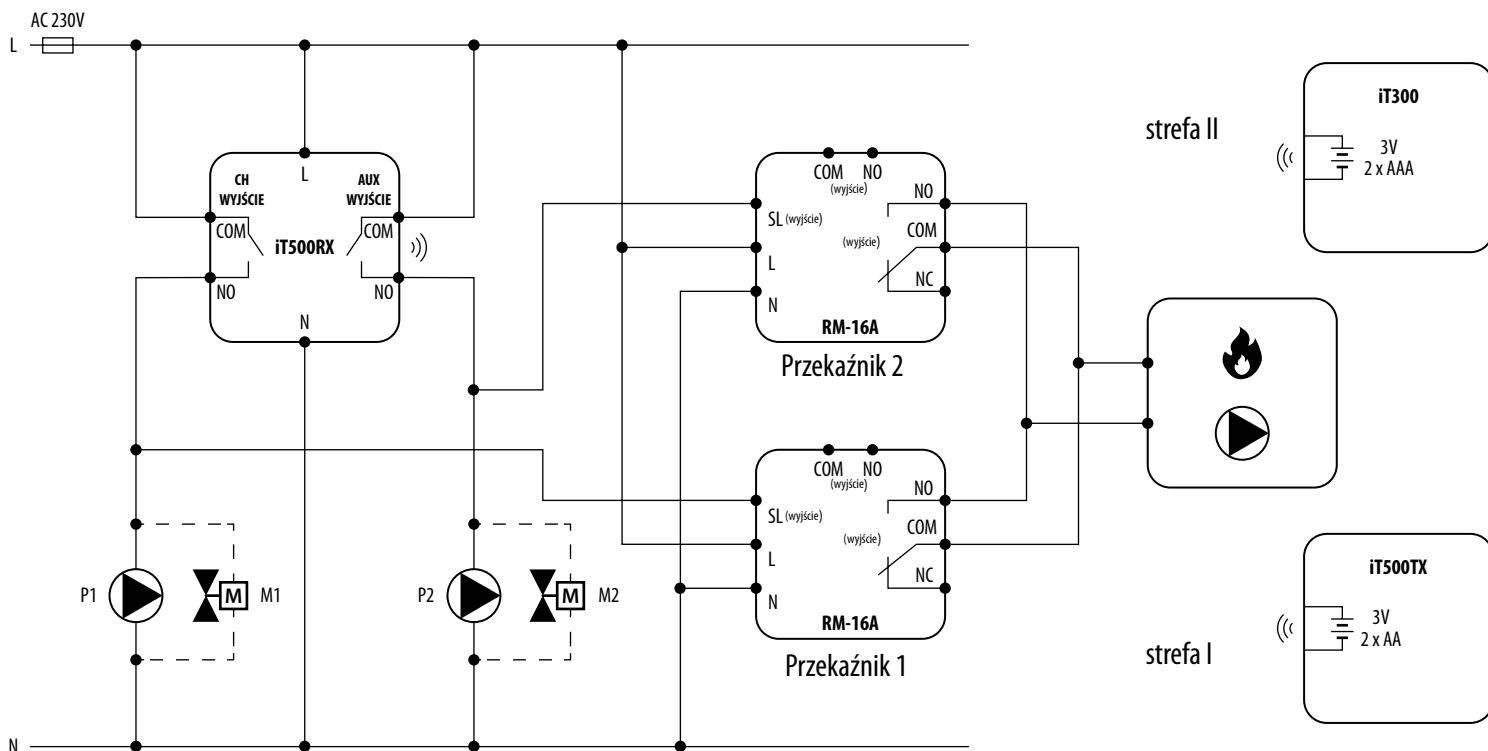 AC 230V
L
iT300
3V
2 x AAA
strefa II
CH
WYJŚCIE
L
AUX
WYJŚCIE
COM
iT500RX
COM
NO
N
NO
COM NO
(wyjście)
NO
SL (wyjście)
COM
(wyjście)
L
NC
N
RM-16A
Przekaźnik 2
COM NO
(wyjście)
NO
SL (wyjście)
COM
(wyjście)
L
NC
N
RM-16A
Przekaźnik 1
P1
M
M1
P2
M
M2
iT500TX
3V
2 x AA
strefa I
N